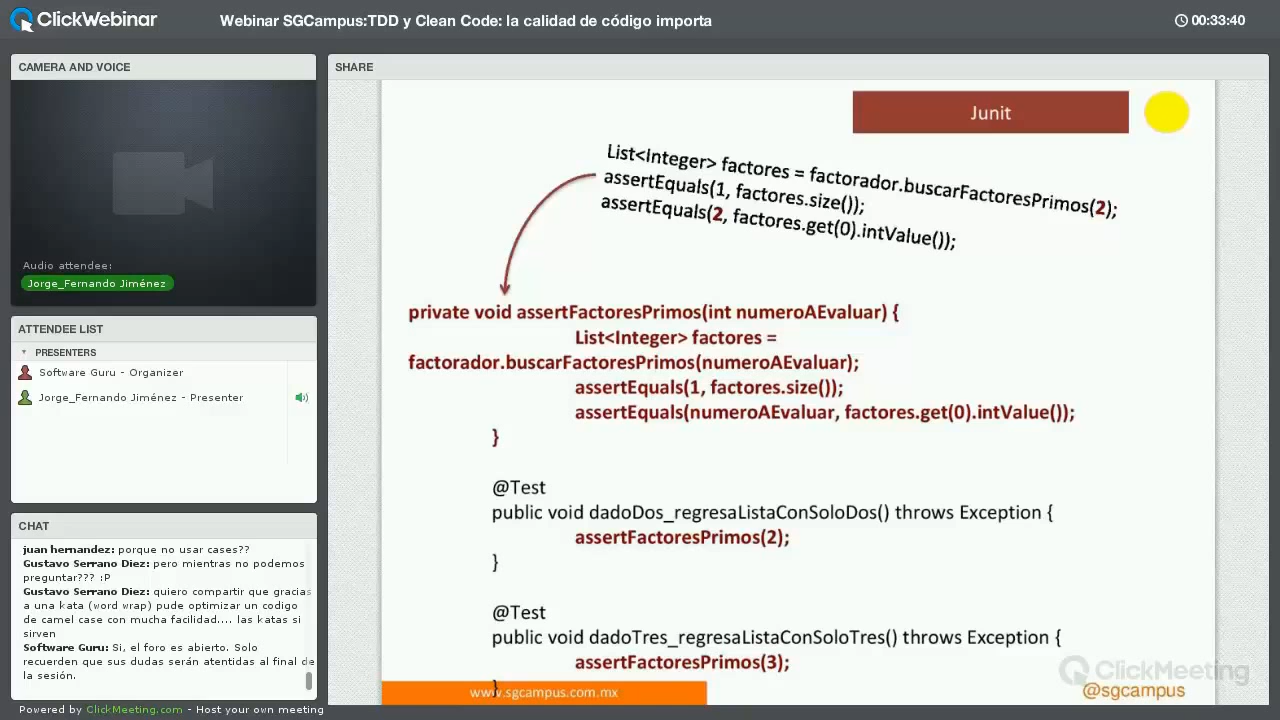 ClickWebinar
Webinar SGCampus:TDD y Clean Code: la calidad de código importa
00:33:40
CAMERA AND VOICE
Audio attendee:
Jorge_Fernando Jiménez
ATTENDEE LIST
PRESENTERS
Software Guru - Organizer
Jorge_Fernando Jiménez - Presenter
CHAT
juan hernandez: porque no usar cases??
Gustavo Serrano Diez: pero mientras no podemos
preguntar??? :P
Gustavo Serrano Diez: quiero compartir que gracias
a una kata (word wrap) pude optimizar un codigo
de camel case con mucha facilidad.... las katas si
sirven
Software Guru: Si, el foro es abierto. Solo
recuerden que sus dudas serán atentidas al final de
la sesión.
Powered by ClickMeeting.com - Host your own meeting
SHARE
Junit
List<Integer> factores = factorador.buscarFactoresPrimos(2);
assertEquals(1, factores.size());
assertEquals(2, factores.get(0).intValue());
private void assertFactoresPrimos(int numeroAEvaluar) {
List<Integer> factores =
factorador.buscarFactoresPrimos(numeroAEvaluar);
assertEquals(1, factores.size());
assertEquals(numeroAEvaluar, factores.get(0).intValue());
}
@Test
public void dadoDos_regresaListaConSoloDos() throws Exception {
assertFactoresPrimos(2);
}
@Test
public void dadoTres_regresaListaConSoloTres() throws Exception {
assertFactoresPrimos(3);
}
www.sgcampus.com.mx
ClickMeeting
@sgcampus